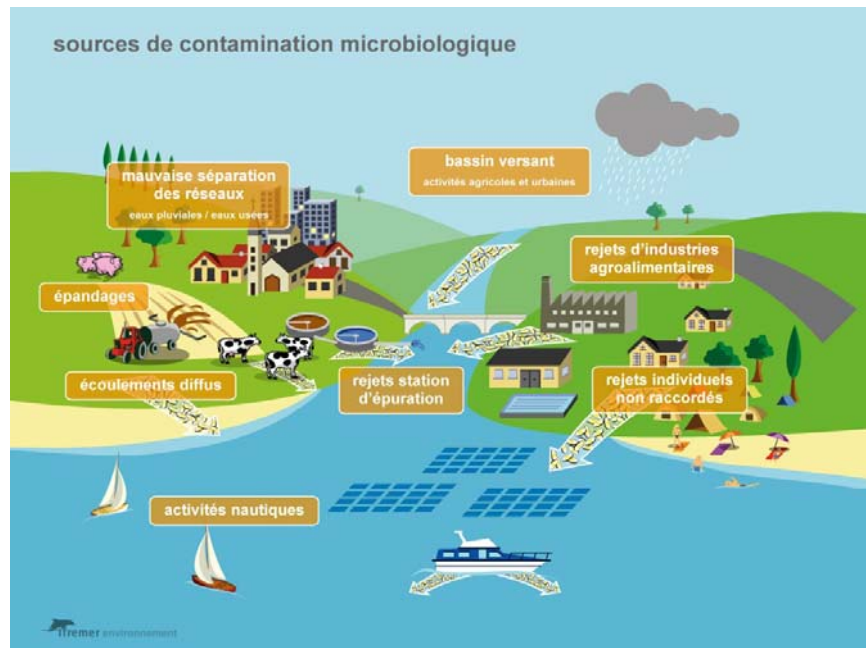 sources de contamination microbiologique
bassin versant
activités agricoles et urbaines
mauvaise séparation
des réseaux
eaux pluviales / eaux usées
rejets d'industries
agroalimentaires
épandages
écoulements diffus
rejets station
d'épuration
rejets individuels
non raccordés
activités nautiques
ifremer environnement